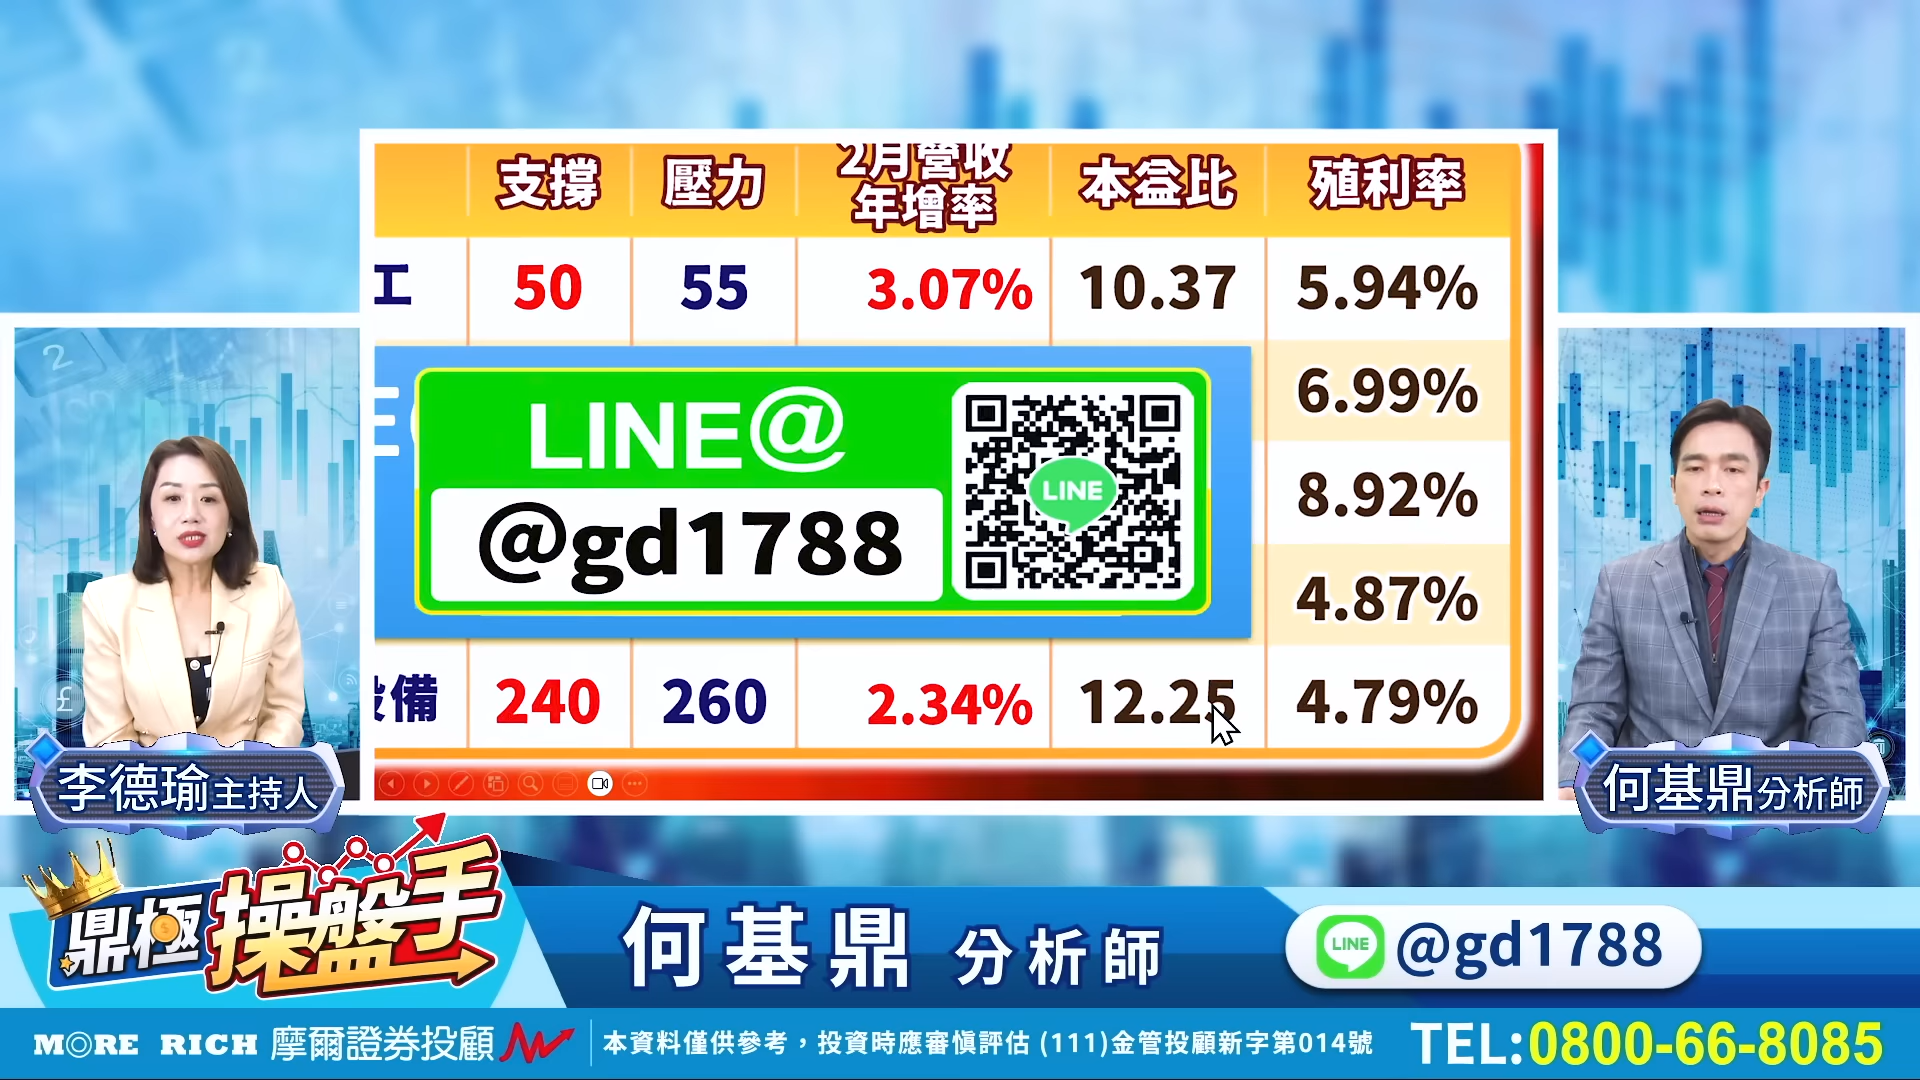 支撐 壓力 2月營收年增率 本益比 殖利率
工 50 55 3.07% 10.37 5.94%
6.99%
LINE@
@gd1788
LINE
8.92%
4.87%
設備 240 260 2.34% 12.25 4.79%
李德瑜主持人
何基鼎分析師
鼎極操盤手
何基鼎 分析師
LINE @gd1788
MORE RICH 摩爾證券投顧
本資料僅供參考，投資時應審慎評估 (111)金管投顧新字第014號
TEL:0800-66-8085